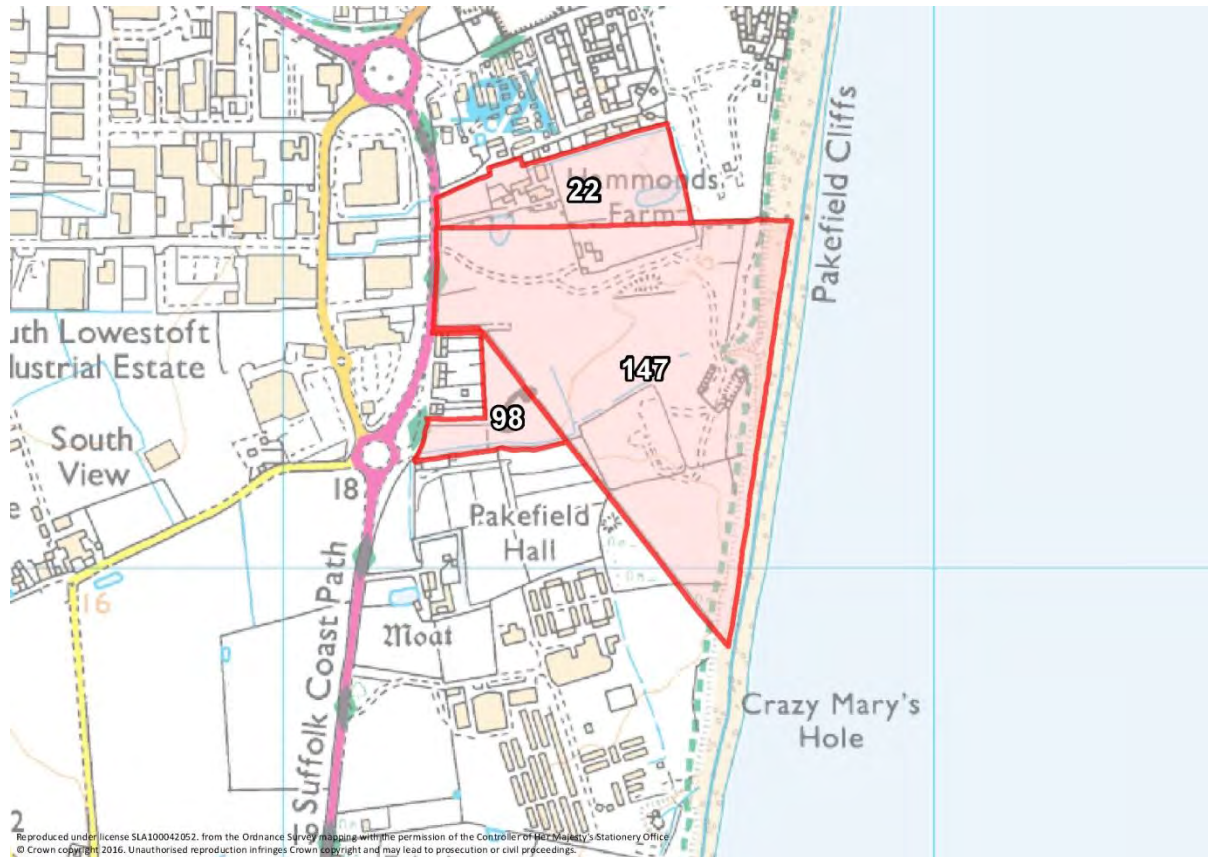 Pakefield Cliffs
22
Hammonds
Farm
16
uth Lowestoft
dustrial Estate
147
98
South
View
18
Pakefield
Hall
e
16
Moat
Suffolk Coast Path
Crazy Mary's
Hole
2
Reproduced under license SLA100042052. from the Ordnance Survey mapping with the permission of the Controller of Her Majesty's Stationery Office
© Crown copyright 2016. Unauthorised reproduction infringes Crown copyright and may lead to prosecution or civil proceedings.